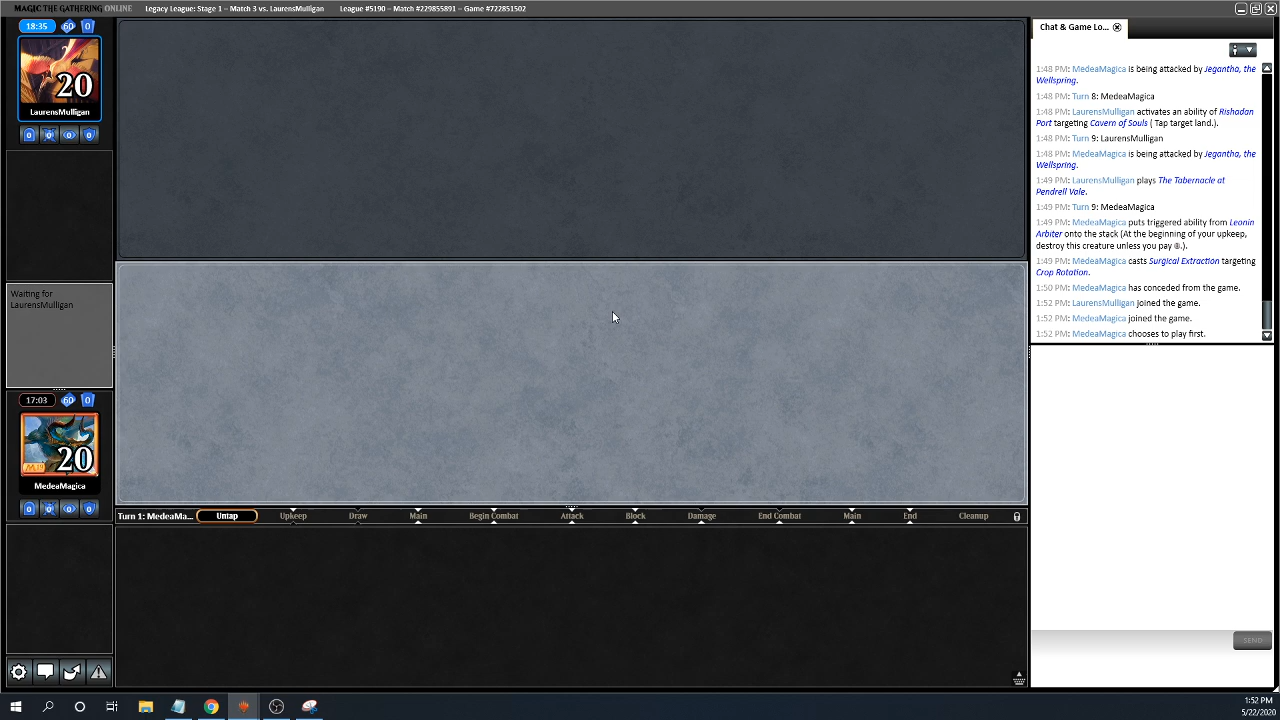 MAGIC THE GATHERING ONLINE Legacy League: Stage 1 – Match 3 vs. LaurensMulligan League #5190 – Match #229855891 – Game #722851502
18:35 60 0
20
LaurensMulligan
0 0 0 0
Waiting for
LaurensMulligan
17:03 60 0
M19 20
MedeaMagica
0 0 0 0
Turn 1: MedeaMa... Untap Upkeep Draw Main Begin Combat Attack Block Damage End Combat Main End Cleanup
Chat & Game Lo...
1:48 PM: MedeaMagica is being attacked by Jegantha, the
Wellspring.
1:48 PM: Turn 8: MedeaMagica
1:48 PM: LaurensMulligan activates an ability of Rishadan
Port targeting Cavern of Souls ( Tap target land.).
1:48 PM: Turn 9: LaurensMulligan
1:48 PM: MedeaMagica is being attacked by Jegantha, the
Wellspring.
1:49 PM: LaurensMulligan plays The Tabernacle at
Pendrell Vale.
1:49 PM: Turn 9: MedeaMagica
1:49 PM: MedeaMagica puts triggered ability from Leonin
Arbiter onto the stack (At the beginning of your upkeep,
destroy this creature unless you pay ①.).
1:49 PM: MedeaMagica casts Surgical Extraction targeting
Crop Rotation.
1:50 PM: MedeaMagica has conceded from the game.
1:52 PM: LaurensMulligan joined the game.
1:52 PM: MedeaMagica joined the game.
1:52 PM: MedeaMagica chooses to play first.
SEND
1:52 PM
5/22/2020